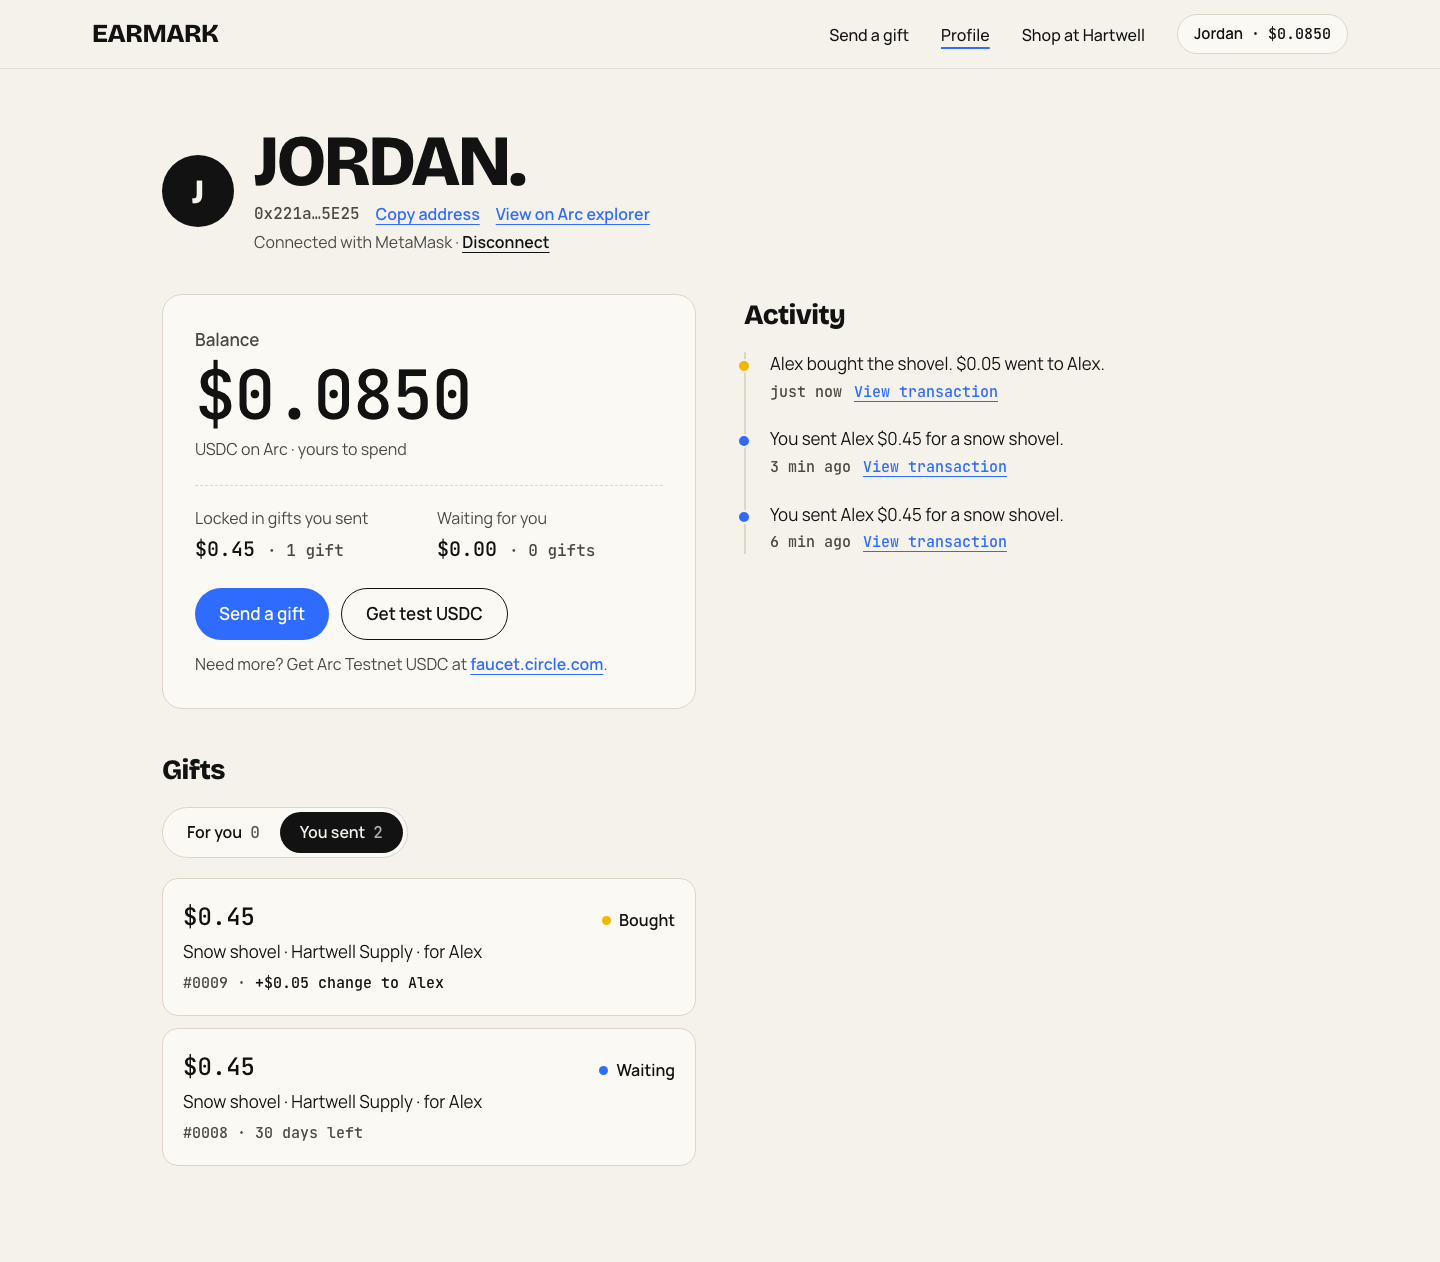 EARMARK
Send a gift
Profile
Shop at Hartwell
Jordan · $0.0850
J
JORDAN.
0x221a…5E25 Copy address View on Arc explorer
Connected with MetaMask · Disconnect
Balance
$0.0850
USDC on Arc · yours to spend
Locked in gifts you sent
$0.45 · 1 gift
Waiting for you
$0.00 · 0 gifts
Send a gift
Get test USDC
Need more? Get Arc Testnet USDC at faucet.circle.com.
Activity
Alex bought the shovel. $0.05 went to Alex.
just now View transaction
You sent Alex $0.45 for a snow shovel.
3 min ago View transaction
You sent Alex $0.45 for a snow shovel.
6 min ago View transaction
Gifts
For you 0
You sent 2
$0.45
Bought
Snow shovel · Hartwell Supply · for Alex
#0009 · +$0.05 change to Alex
$0.45
Waiting
Snow shovel · Hartwell Supply · for Alex
#0008 · 30 days left